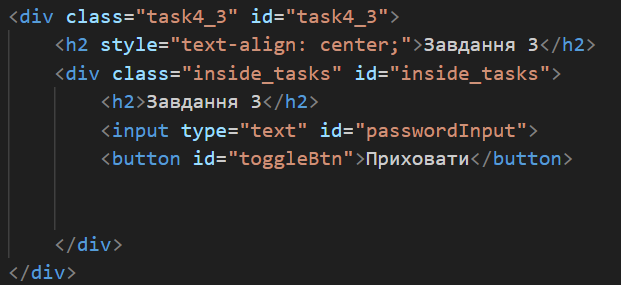 <div class="task4_3" id="task4_3">
<h2 style="text-align: center;">Завдання 3</h2>
<div class="inside_tasks" id="inside_tasks">
<h2>Завдання 3</h2>
<input type="text" id="passwordInput">
<button id="toggleBtn">Приховати</button>
</div>
</div>